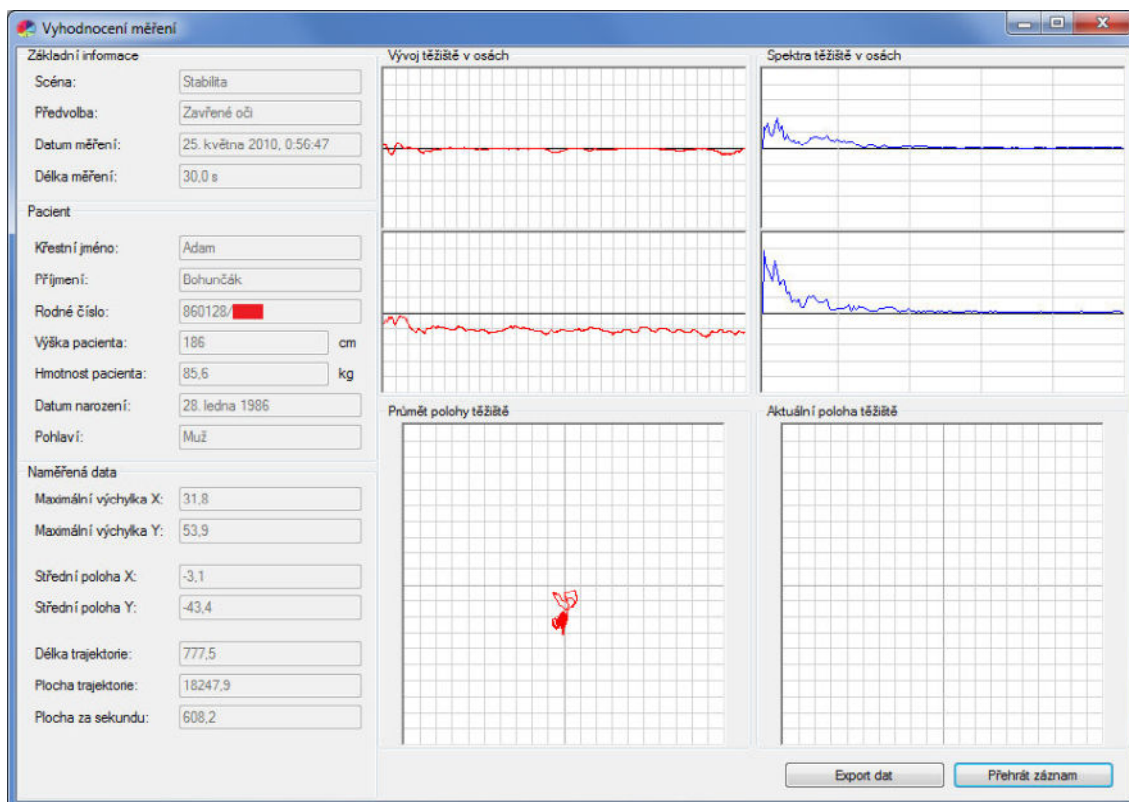 Vyhodnocení měření
Základní informace
Scéna: Stabilita
Předvolba: Zavřené oči
Datum měření: 25. května 2010, 0:56:47
Délka měření: 30,0 s
Pacient
Křestní jméno: Adam
Příjmení: Bohunčák
Rodné číslo: 860128/
Výška pacienta: 186 cm
Hmotnost pacienta: 85,6 kg
Datum narození: 28. ledna 1986
Pohlaví: Muž
Naměřená data
Maximální výchylka X: 31,8
Maximální výchylka Y: 53,9
Střední poloha X: -3,1
Střední poloha Y: -43,4
Délka trajektorie: 777,5
Plocha trajektorie: 18247,9
Plocha za sekundu: 608,2
Vývoj těžiště v osách
Spektra těžiště v osách
Průmět polohy těžiště
Aktuální poloha těžiště
Export dat
Přehrát záznam